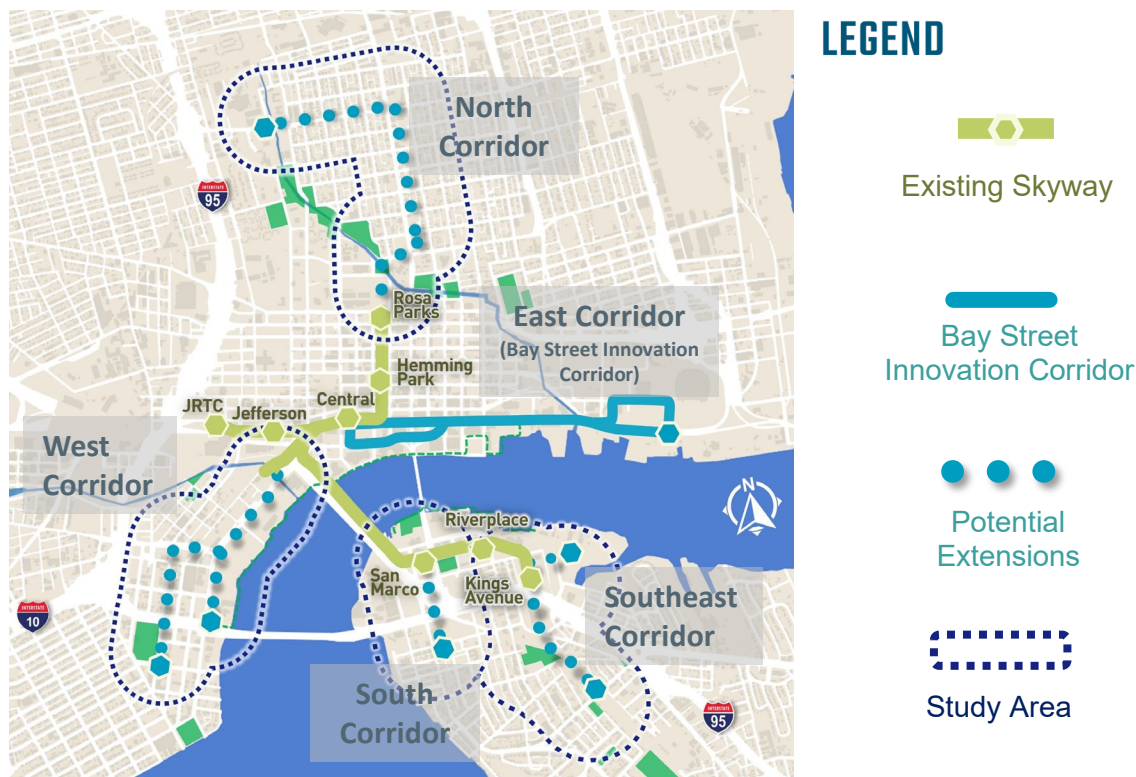 LEGEND
North
Corridor
INTERSTATE
95
Existing Skyway
Rosa
Parks
East Corridor
(Bay Street Innovation
Corridor)
Bay Street
Innovation Corridor
Hemming
Park
JRTC
Jefferson
Central
West
Corridor
N
Riverplace
Potential
Extensions
San
Marco
Kings
Avenue
Southeast
Corridor
INTERSTATE
10
South
Corridor
INTERSTATE
95
Study Area